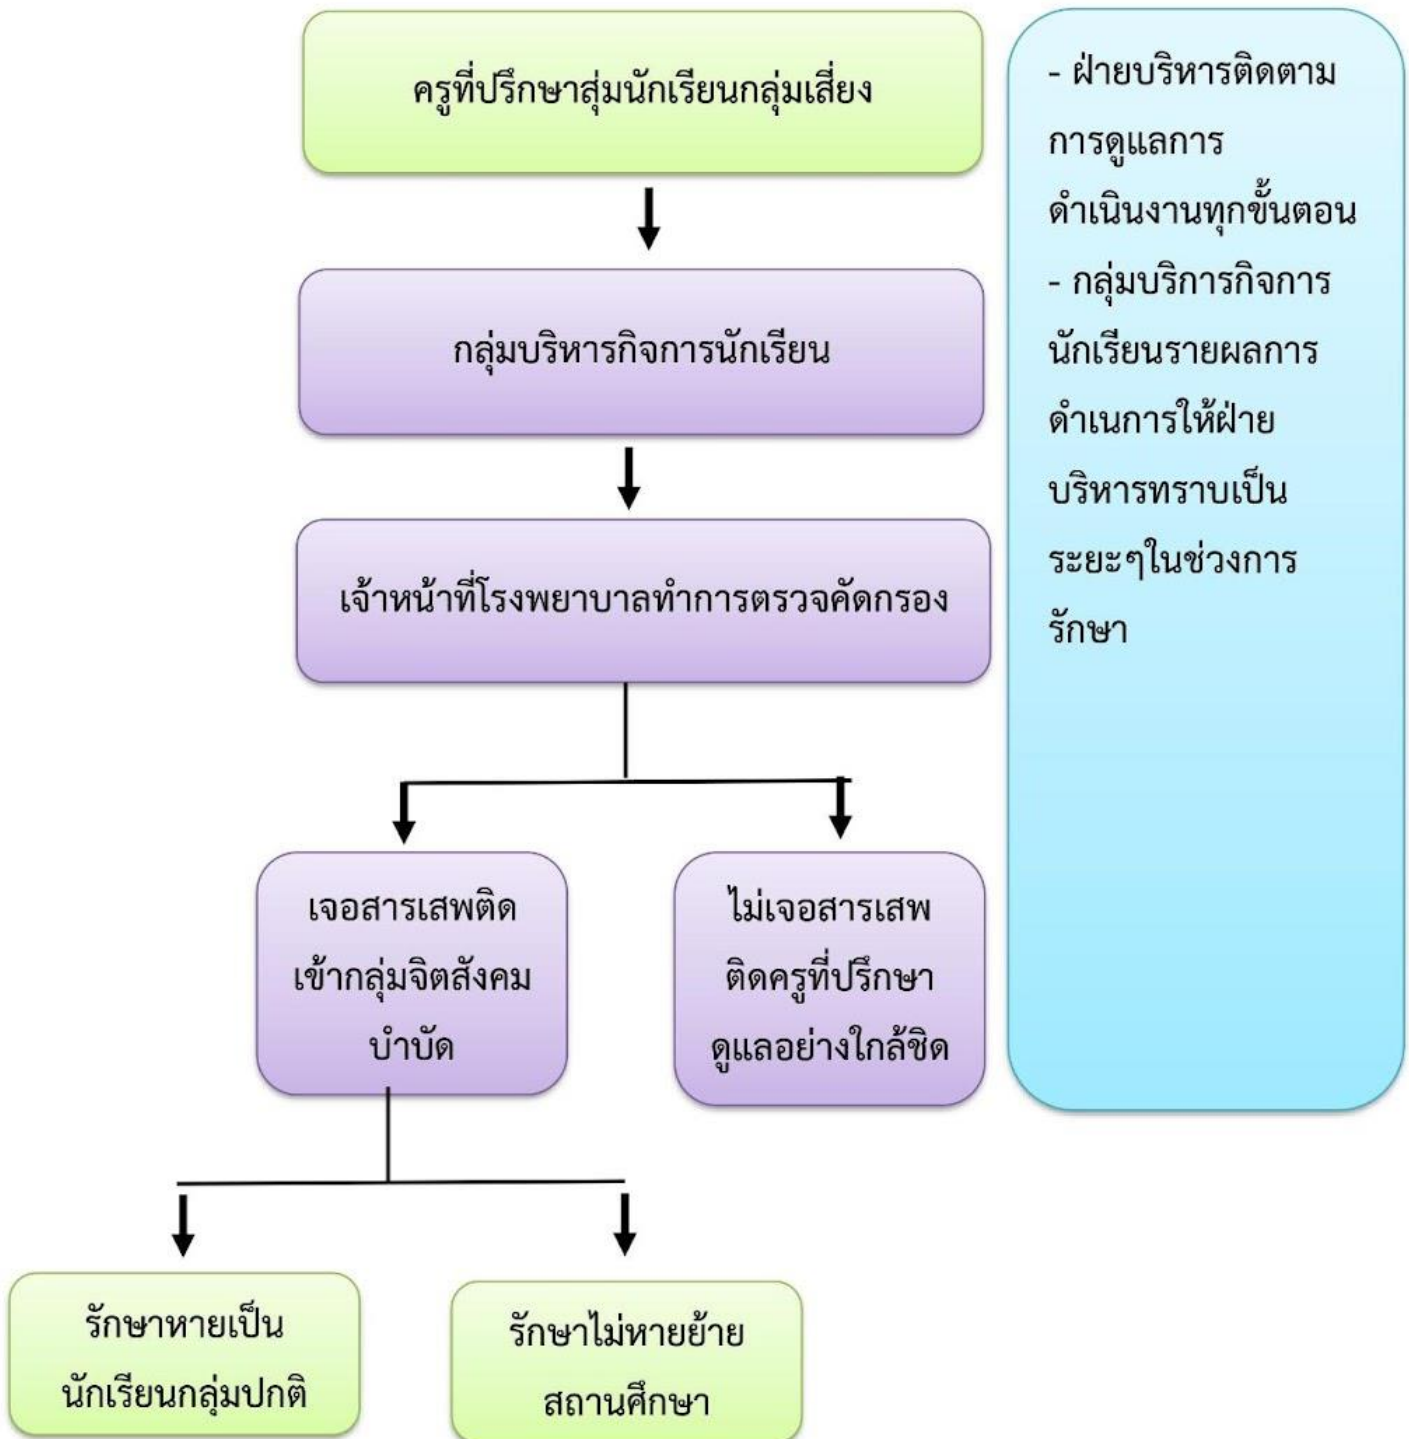 ครูที่ปรึกษาสุ่มนักเรียนกลุ่มเสี่ยง
กลุ่มบริหารกิจการนักเรียน
เจ้าหน้าที่โรงพยาบาลทำการตรวจคัดกรอง
เจอสารเสพติด
เข้ากลุ่มจิตสังคม
บำบัด
ไม่เจอสารเสพ
ติดครูที่ปรึกษา
ดูแลอย่างใกล้ชิด
รักษาหายเป็น
นักเรียนกลุ่มปกติ
รักษาไม่หายย้าย
สถานศึกษา
- ฝ่ายบริหารติดตาม
การดูแลการ
ดำเนินงานทุกขั้นตอน
- กลุ่มบริการกิจการ
นักเรียนรายผลการ
ดำเนการให้ฝ่าย
บริหารทราบเป็น
ระยะๆในช่วงการ
รักษา